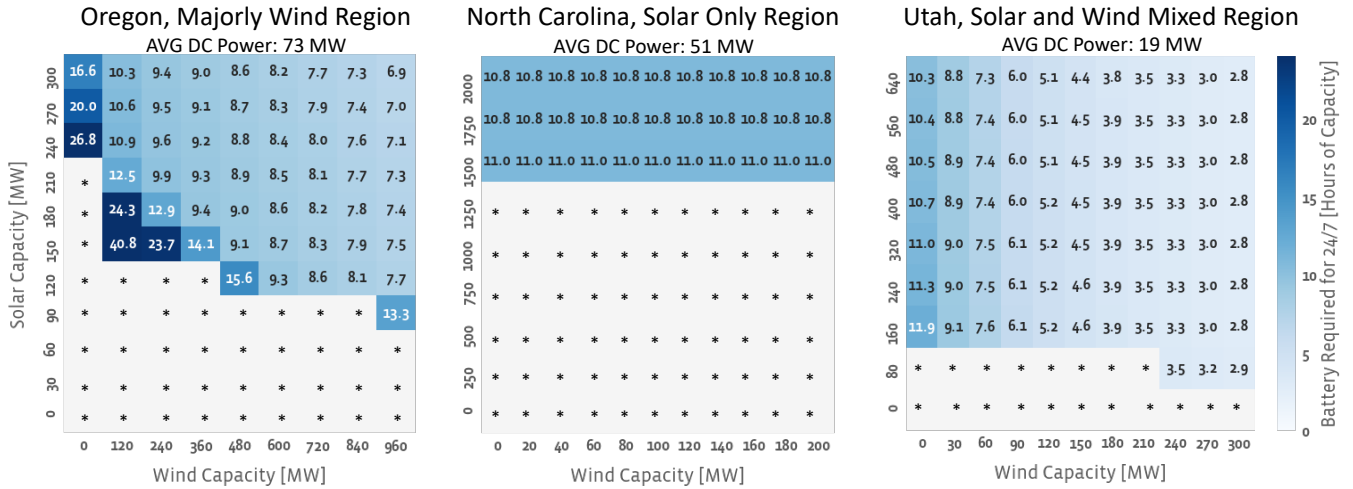 Oregon, Majorly Wind Region
AVG DC Power: 73 MW
Solar Capacity [MW]
300 16.6 10.3 9.4 9.0 8.6 8.2 7.7 7.3 6.9
270 20.0 10.6 9.5 9.1 8.7 8.3 7.9 7.4 7.0
240 26.8 10.9 9.6 9.2 8.8 8.4 8.0 7.6 7.1
210 * 12.5 9.9 9.3 8.9 8.5 8.1 7.7 7.3
180 * 24.3 12.9 9.4 9.0 8.6 8.2 7.8 7.4
150 * 40.8 23.7 14.1 9.1 8.7 8.3 7.9 7.5
120 * * * * 15.6 9.3 8.6 8.1 7.7
90 * * * * * * * * 13.3
60 * * * * * * * * *
30 * * * * * * * * *
0 * * * * * * * * *
0 120 240 360 480 600 720 840 960
Wind Capacity [MW]
North Carolina, Solar Only Region
AVG DC Power: 51 MW
2000 10.8 10.8 10.8 10.8 10.8 10.8 10.8 10.8 10.8 10.8 10.8
1750 10.8 10.8 10.8 10.8 10.8 10.8 10.8 10.8 10.8 10.8 10.8
1500 11.0 11.0 11.0 11.0 11.0 11.0 11.0 11.0 11.0 11.0 11.0
1250 * * * * * * * * * * *
1000 * * * * * * * * * * *
750 * * * * * * * * * * *
500 * * * * * * * * * * *
250 * * * * * * * * * * *
0 * * * * * * * * * * *
0 20 40 60 80 100 120 140 160 180 200
Wind Capacity [MW]
Utah, Solar and Wind Mixed Region
AVG DC Power: 19 MW
640 10.3 8.8 7.3 6.0 5.1 4.4 3.8 3.5 3.3 3.0 2.8
560 10.4 8.8 7.4 6.0 5.1 4.5 3.9 3.5 3.3 3.0 2.8
480 10.5 8.9 7.4 6.0 5.1 4.5 3.9 3.5 3.3 3.0 2.8
400 10.7 8.9 7.4 6.0 5.2 4.5 3.9 3.5 3.3 3.0 2.8
320 11.0 9.0 7.5 6.1 5.2 4.5 3.9 3.5 3.3 3.0 2.8
240 11.3 9.0 7.5 6.1 5.2 4.6 3.9 3.5 3.3 3.0 2.8
160 11.9 9.1 7.6 6.1 5.2 4.6 3.9 3.5 3.3 3.0 2.8
80 * * * * * * * * 3.5 3.2 2.9
0 * * * * * * * * * * *
0 30 60 90 120 150 180 210 240 270 300
Wind Capacity [MW]
20
15
10
5
0
Battery Required for 24/7 [Hours of Capacity]